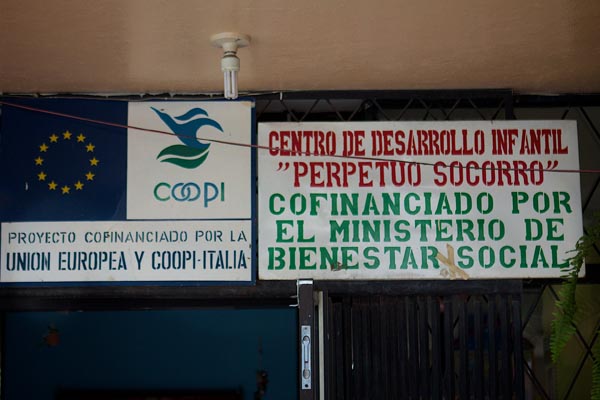 COOPI
PROYECTO COFINANCIADO POR LA
UNION EUROPEA Y COOPI-ITALIA
CENTRO DE DESARROLLO INFANTIL
"PERPETUO SOCORRO"
COFINANCIADO POR
EL MINISTERIO DE
BIENESTAR SOCIAL